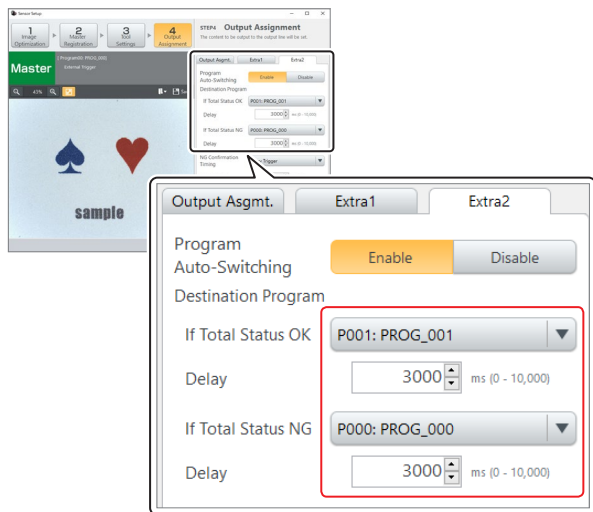 Sensor Setup
1
Image
Optimization
2
Master
Registration
3
Tool
Settings
4
Output
Assignment
STEP4 Output Assignment
The content to be output to the output line will be set.
Master
Program00: PROG_000
External Trigger
43%
Output Asgmt.
Extra1
Extra2
Program
Auto-Switching
Enable
Disable
Destination Program
If Total Status OK
P001: PROG_001
Delay
3000
ms (0 - 10,000)
If Total Status NG
P000: PROG_000
Delay
3000
ms (0 - 10,000)
NG Confirmation
Timing
Trigger
sample
Output Asgmt.
Extra1
Extra2
Program
Auto-Switching
Enable
Disable
Destination Program
If Total Status OK
P001: PROG_001
Delay
3000
ms (0 - 10,000)
If Total Status NG
P000: PROG_000
Delay
3000
ms (0 - 10,000)